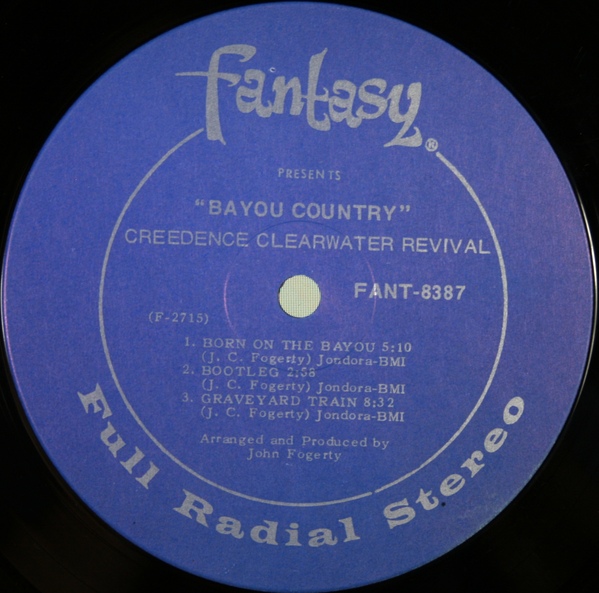 fantasy®
PRESENTS
"BAYOU COUNTRY"
CREEDENCE CLEARWATER REVIVAL
FANT-8387
(F-2715)
1. BORN ON THE BAYOU 5:10
(J. C. Fogerty) Jondora-BMI
2. BOOTLEG 2:58
(J. C. Fogerty) Jondora-BMI
3. GRAVEYARD TRAIN 8:32
(J. C. Fogerty) Jondora-BMI
Arranged and Produced by
John Fogerty
Full Radial Stereo